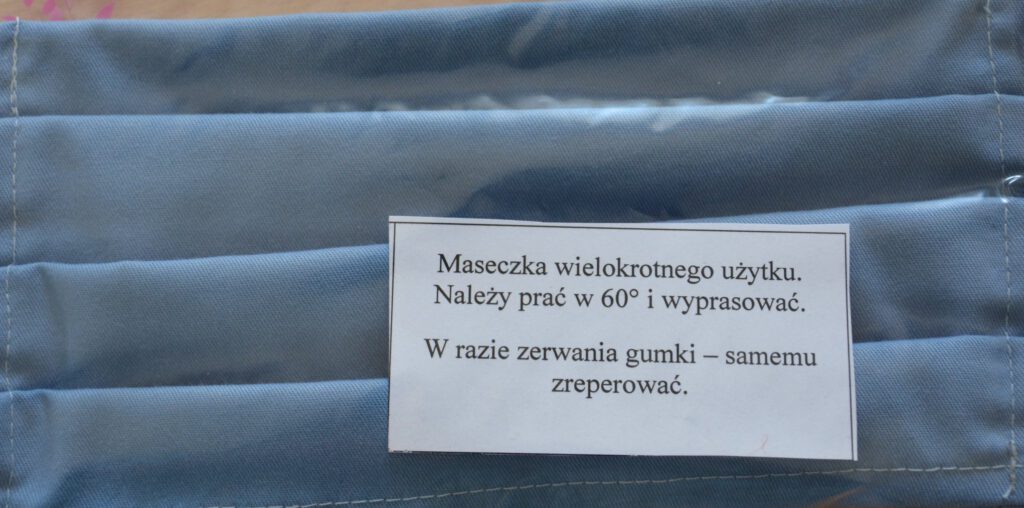 Maseczka wielokrotnego użytku.
Należy prać w 60° i wyprasować.
W razie zerwania gumki – samemu
zreperować.